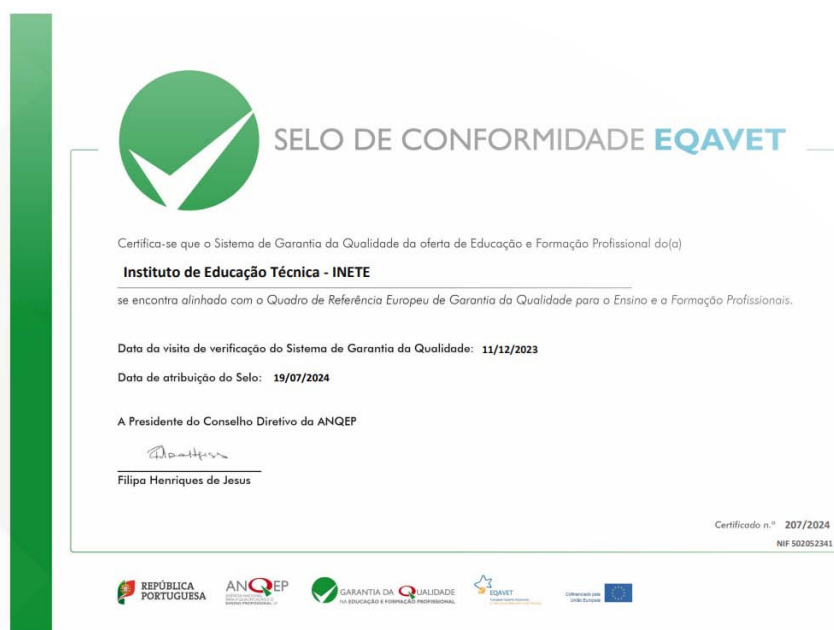 SELO DE CONFORMIDADE EQAVET
Certifica-se que o Sistema de Garantia da Qualidade da oferta de Educação e Formação Profissional do(a)
Instituto de Educação Técnica - INETE
se encontra alinhado com o Quadro de Referência Europeu de Garantia da Qualidade para o Ensino e a Formação Profissionais.
Data da visita de verificação do Sistema de Garantia da Qualidade: 11/12/2023
Data de atribuição do Selo: 19/07/2024
A Presidente do Conselho Diretivo da ANQEP
Filipa Henriques de Jesus
Certificado n.º 207/2024
NIF 502052341
REPÚBLICA
PORTUGUESA
ANQEP
GARANTIA DA QUALIDADE
NA EDUCAÇÃO E FORMAÇÃO PROFISSIONAL
EQAVET
Cofinanciado pela
União Europeia